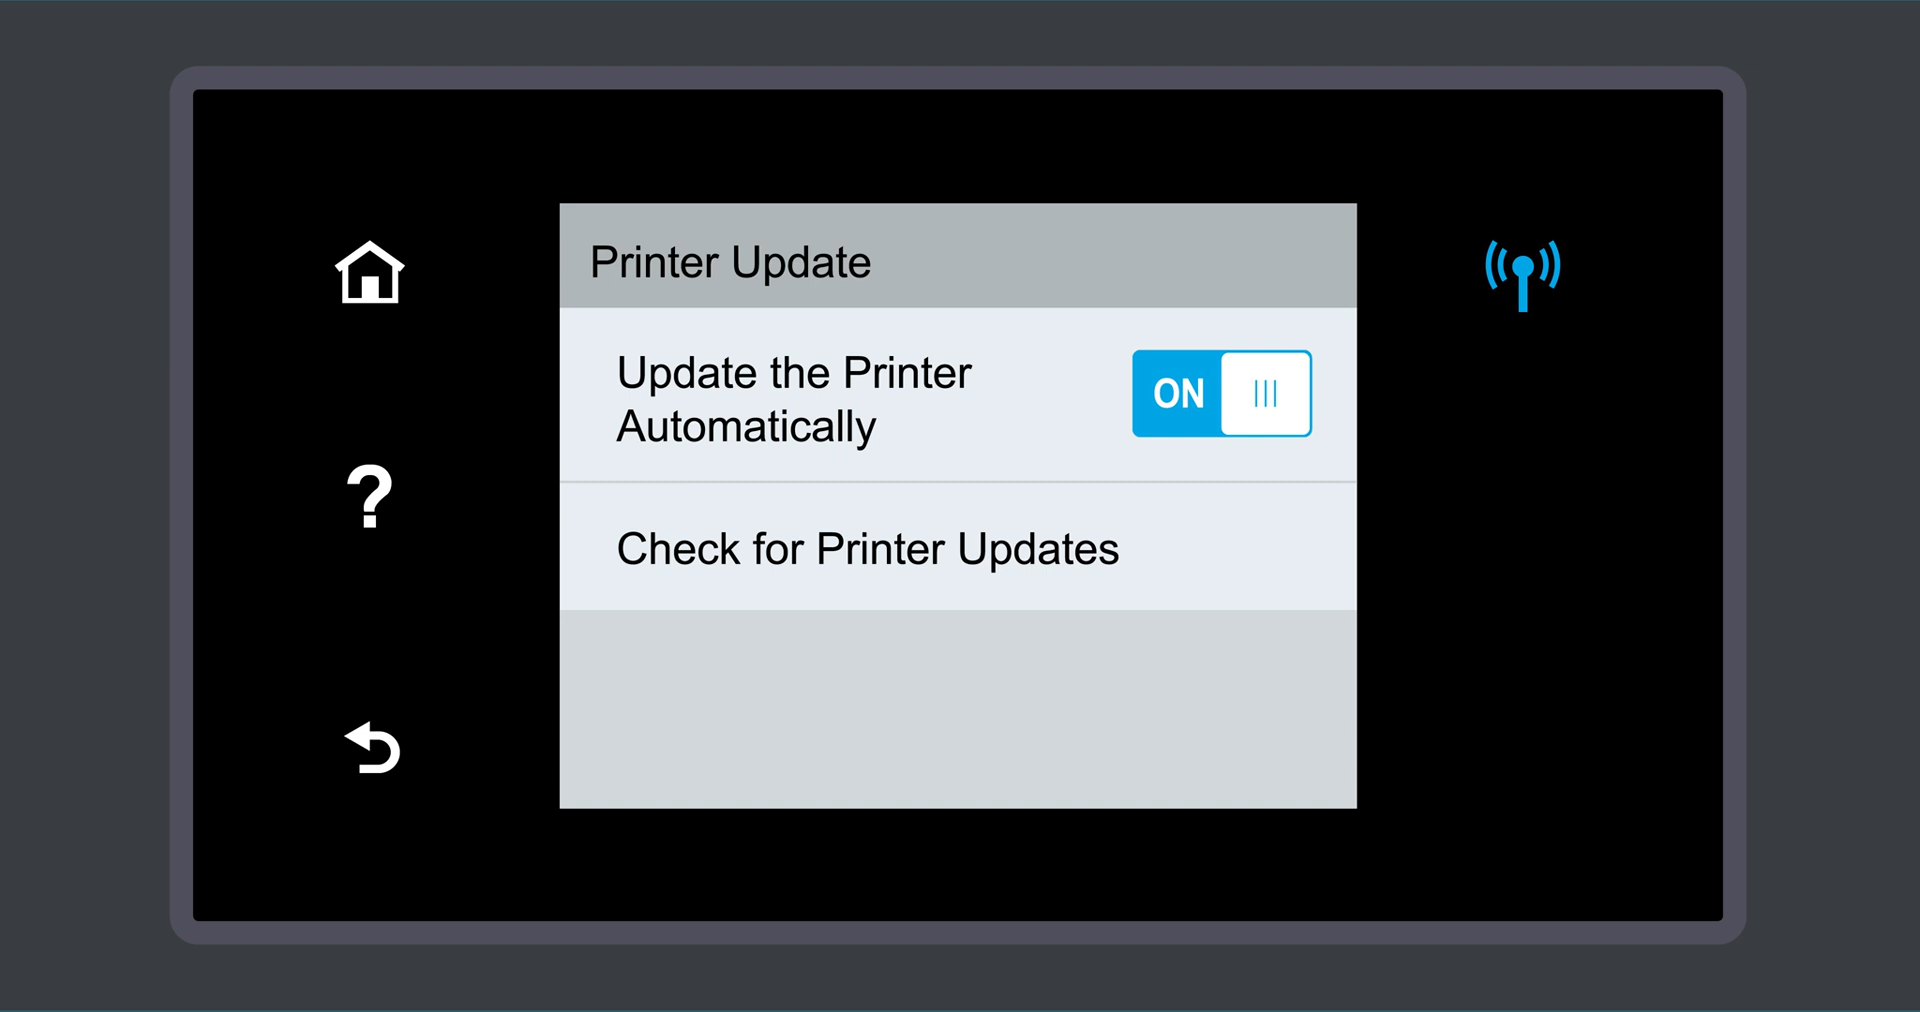 Printer Update
Update the Printer
Automatically
ON
Check for Printer Updates
?